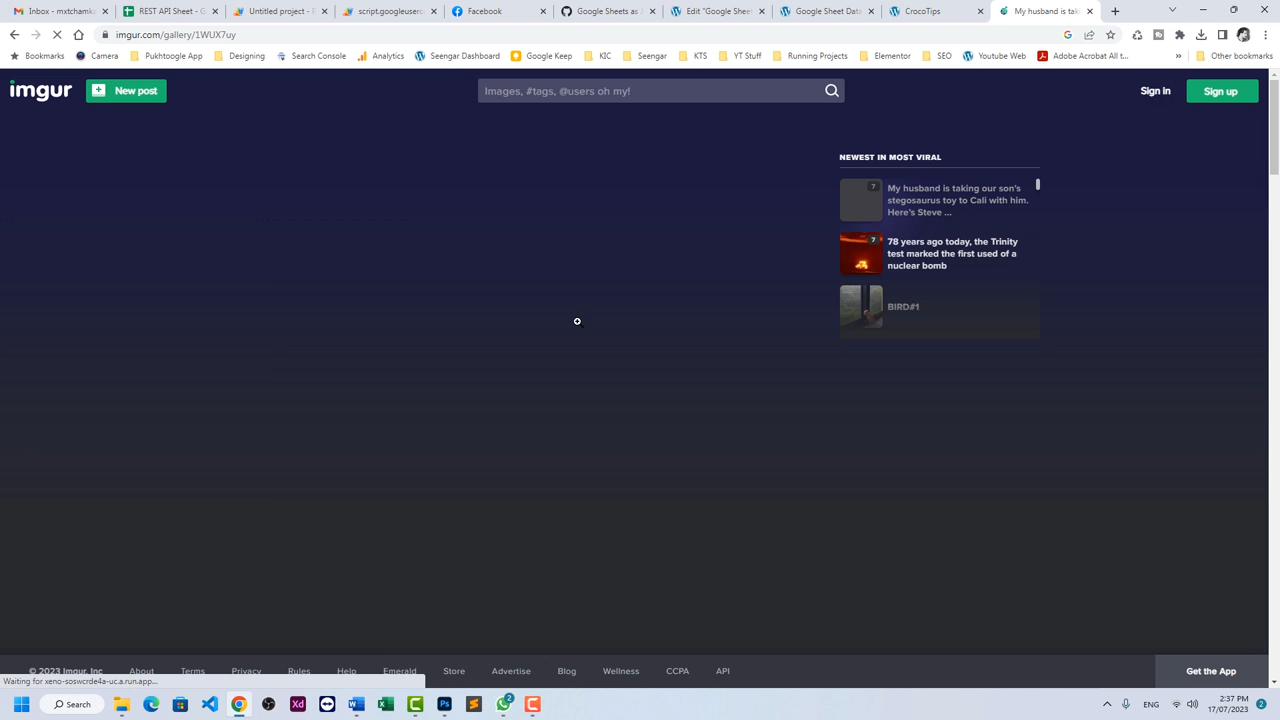 Inbox - mxtchamk
REST API Sheet - G
Untitled project - F
script.googleuserc
Facebook
Google Sheets as J
Edit "Google Sheet
Google Sheet Data
CrocoTips
My husband is tak
imgur.com/gallery/1WUX7uy
Bookmarks
Camera
Pukhtoogle App
Google Designing
Search Console
Analytics
Seengar Dashboard
Google Keep
KIC
Seengar
KTS
YT Stuff
Running Projects
Elementor
SEO
Youtube Web
Adobe Acrobat All-t...
»
Other bookmarks
imgur
New post
Images, #tags, @users oh my!
Sign in
Sign up
NEWEST IN MOST VIRAL
7
My husband is taking our son's
stegosaurus toy to Cali with him.
Here's Steve ...
7
78 years ago today, the Trinity
test marked the first used of a
nuclear bomb
BIRD#1
© 2023 Imgur, Inc
About
Terms
Privacy
Rules
Help
Emerald
Store
Advertise
Blog
Wellness
CCPA
API
Get the App
Waiting for xeno-soswcrde4a-uc.a.run.app...
Search
2
ENG
2:37 PM
17/07/2023
2